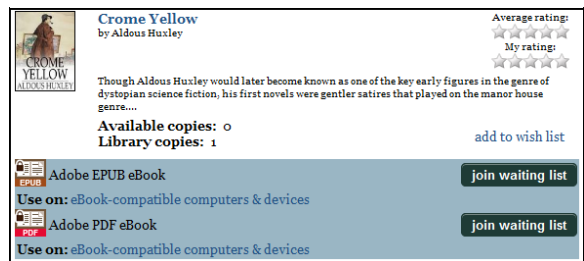 Crome Yellow
by Aldous Huxley
Average rating:
My rating:
CROME
YELLOW
ALDOUS HUXLEY
Though Aldous Huxley would later become known as one of the key early figures in the genre of
dystopian science fiction, his first novels were gentler satires that played on the manor house
genre....
Available copies: 0
Library copies: 1
add to wish list
EPUB
Adobe EPUB eBook
join waiting list
Use on: eBook-compatible computers & devices
PDF
Adobe PDF eBook
join waiting list
Use on: eBook-compatible computers & devices